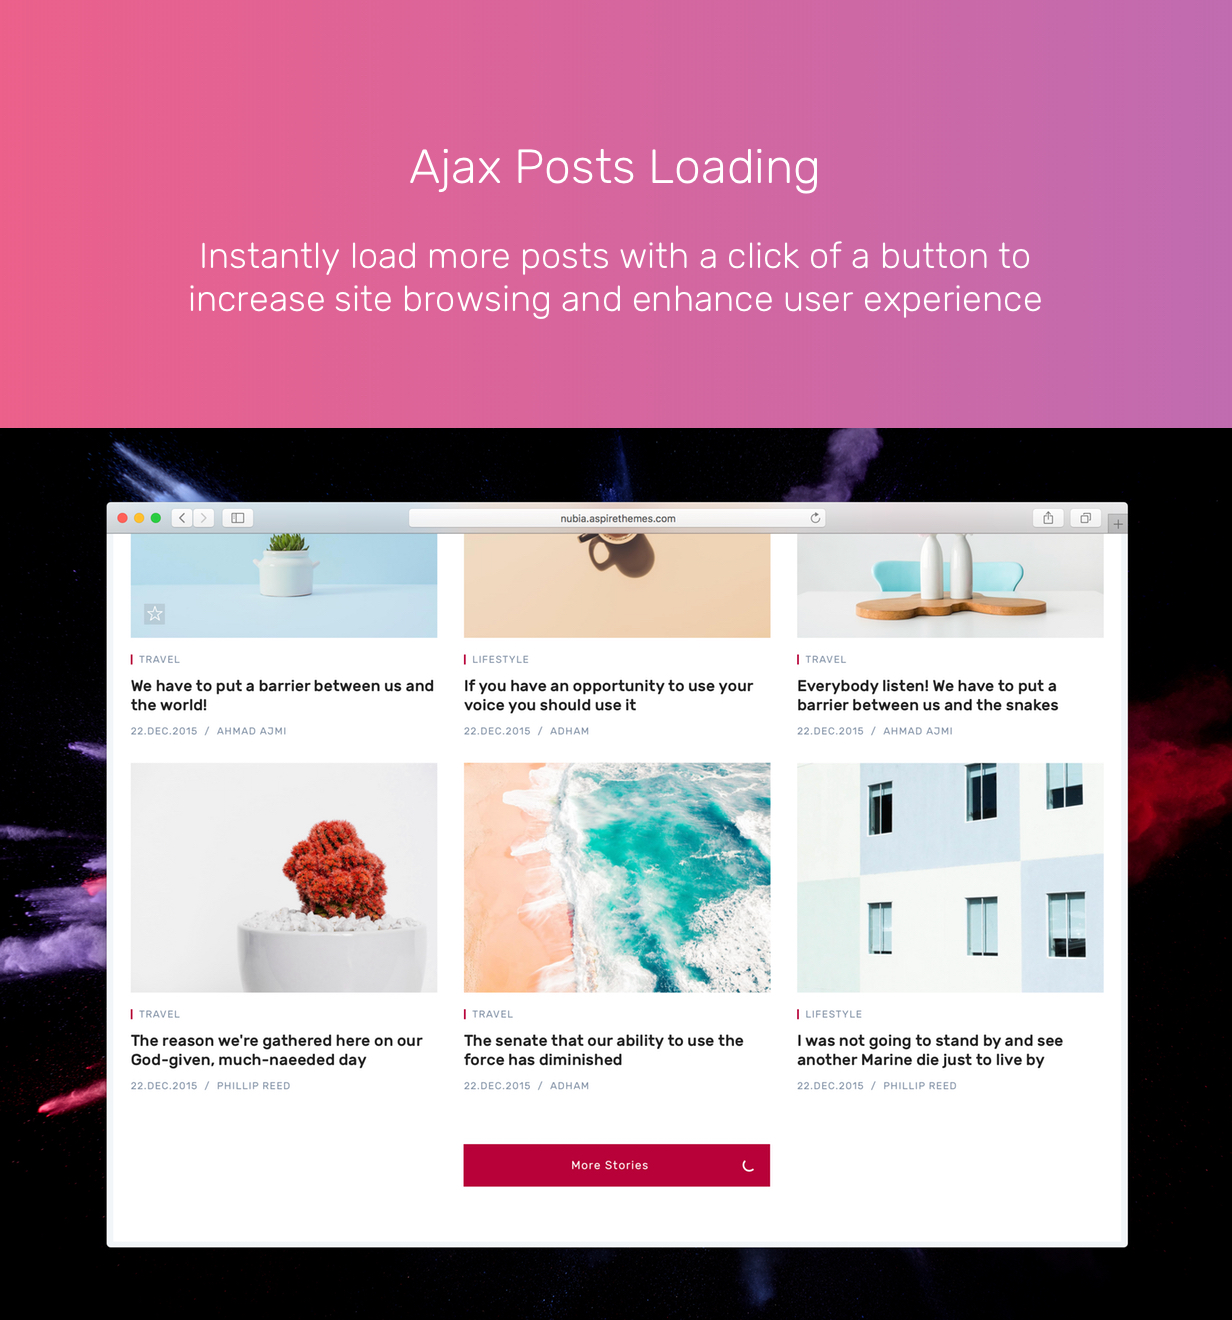 Ajax Posts Loading
Instantly load more posts with a click of a button to
increase site browsing and enhance user experience
nubia.aspirethemes.com
TRAVEL
We have to put a barrier between us and
the world!
22.DEC.2015 / AHMAD AJMI
LIFESTYLE
If you have an opportunity to use your
voice you should use it
22.DEC.2015 / ADHAM
TRAVEL
Everybody listen! We have to put a
barrier between us and the snakes
22.DEC.2015 / AHMAD AJMI
TRAVEL
The reason we're gathered here on our
God-given, much-naeeded day
22.DEC.2015 / PHILLIP REED
TRAVEL
The senate that our ability to use the
force has diminished
22.DEC.2015 / ADHAM
LIFESTYLE
I was not going to stand by and see
another Marine die just to live by
22.DEC.2015 / PHILLIP REED
More Stories